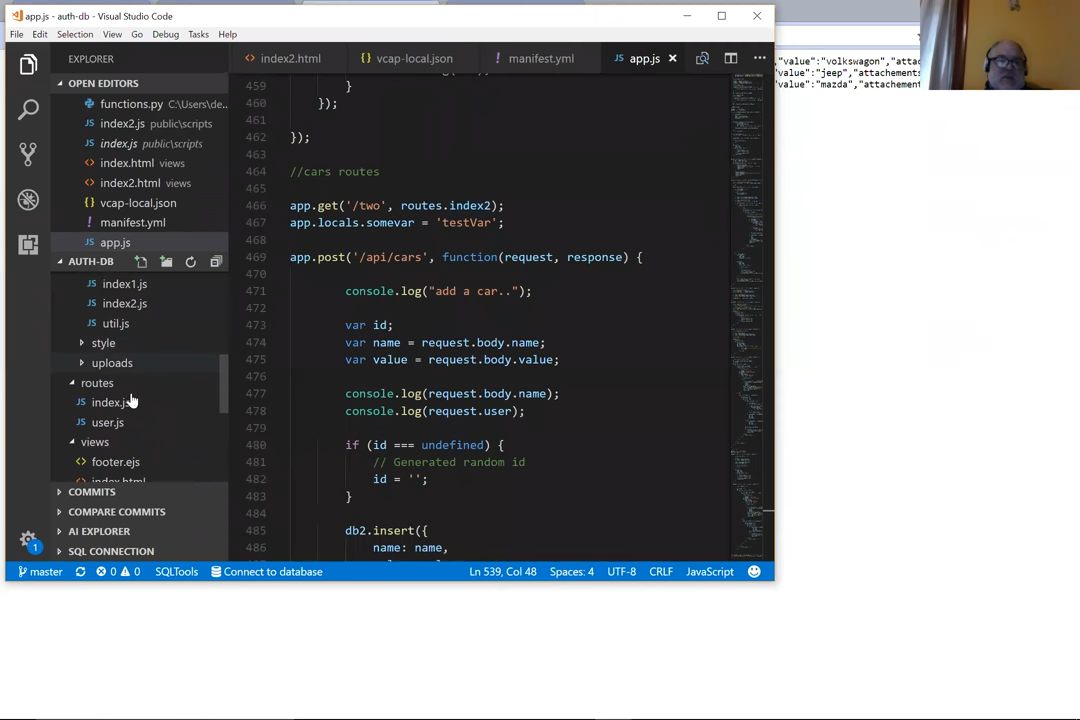 app.js - auth-db - Visual Studio Code
File Edit Selection View Go Debug Tasks Help
EXPLORER
index2.html
vcap-local.json
manifest.yml
app.js
OPEN EDITORS
functions.py C:\Users\de...
index2.js public\scripts
index.js public\scripts
index.html views
index2.html views
vcap-local.json
manifest.yml
app.js
AUTH-DB
index1.js
index2.js
util.js
style
uploads
routes
index.js
user.js
views
footer.ejs
COMMITS
COMPARE COMMITS
AI EXPLORER
SQL CONNECTION
459 }
460 });
461
462 });
463
464 //cars routes
465
466 app.get('/two', routes.index2);
467 app.locals.somevar = 'testVar';
468
469 app.post('/api/cars', function(request, response) {
470
471 console.log("add a car..");
472
473 var id;
474 var name = request.body.name;
475 var value = request.body.value;
476
477 console.log(request.body.name);
478 console.log(request.user);
479
480 if (id === undefined) {
481 // Generated random id
482 id = '';
483 }
484
485 db2.insert({
486 name: name,
1
master 0 0 SQLTools Connect to database Ln 539, Col 48 Spaces: 4 UTF-8 CRLF JavaScript
,"value":"volkswagon","attac
"value":"jeep","attachements
"value":"mazda","attachement